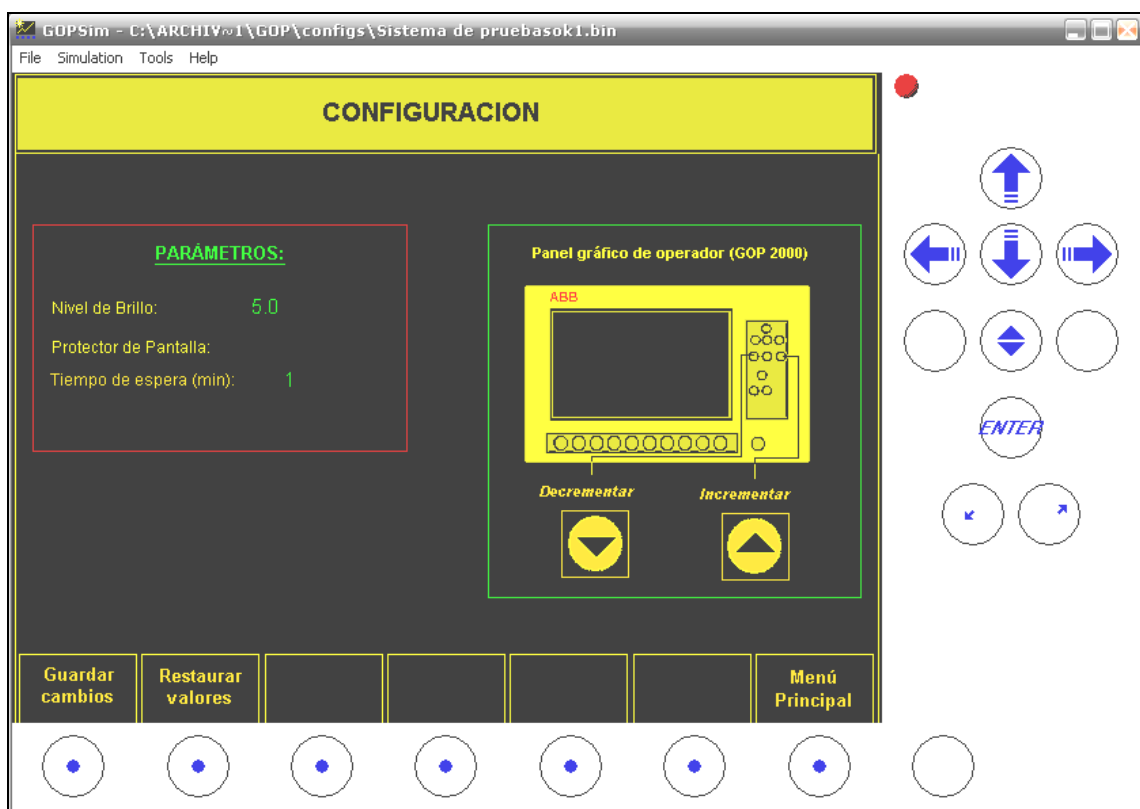 GOPSim - C:\ARCHIV~1\GOP\configs\Sistema de pruebasok1.bin
File Simulation Tools Help
CONFIGURACION
PARÁMETROS:
Nivel de Brillo: 5.0
Protector de Pantalla:
Tiempo de espera (min): 1
Panel gráfico de operador (GOP 2000)
ABB
Decrementar
Incrementar
Guardar cambios
Restaurar valores
Menú Principal
ENTER